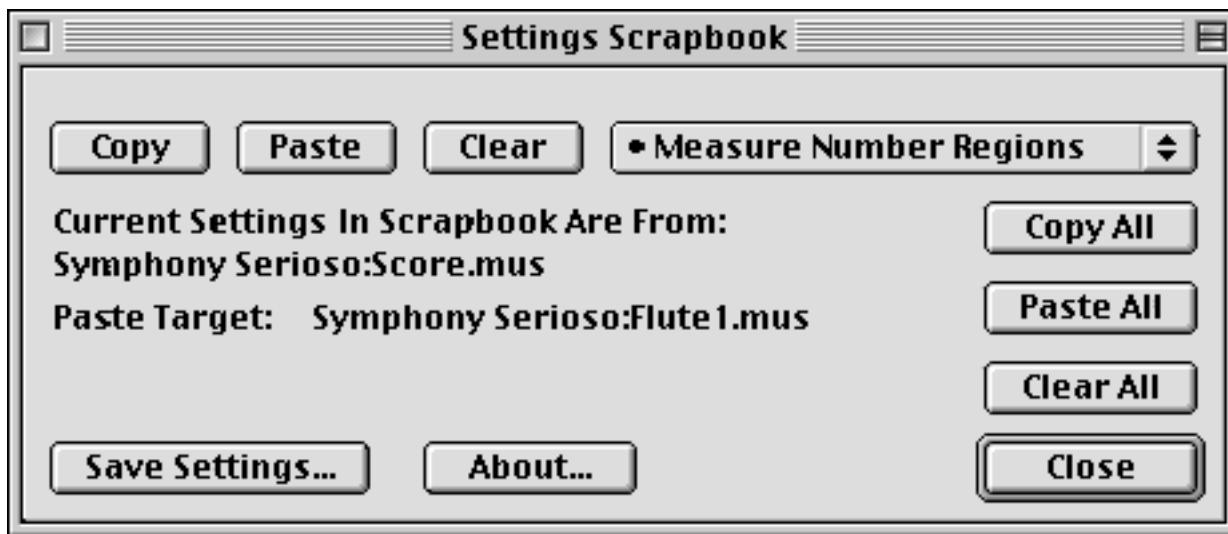 Settings Scrapbook
Copy Paste Clear • Measure Number Regions
Current Settings In Scrapbook Are From:
Symphony Serioso:Score.mus
Copy All
Paste Target: Symphony Serioso:Flute1.mus
Paste All
Clear All
Save Settings... About... Close